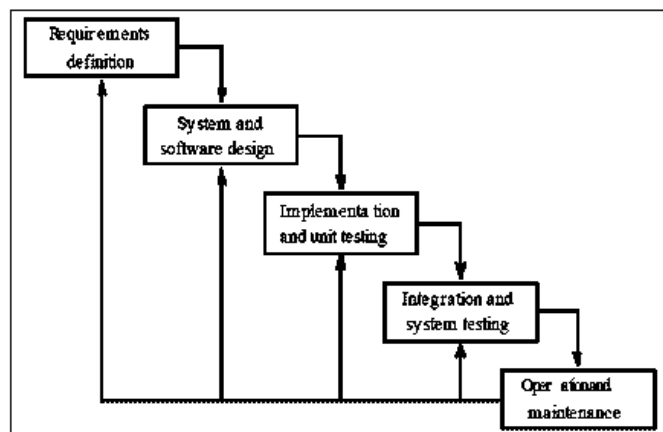 Requirements
definition
System and
software design
Implementa tion
and unit testing
Integration and
system testing
Oper ationand
maintenance